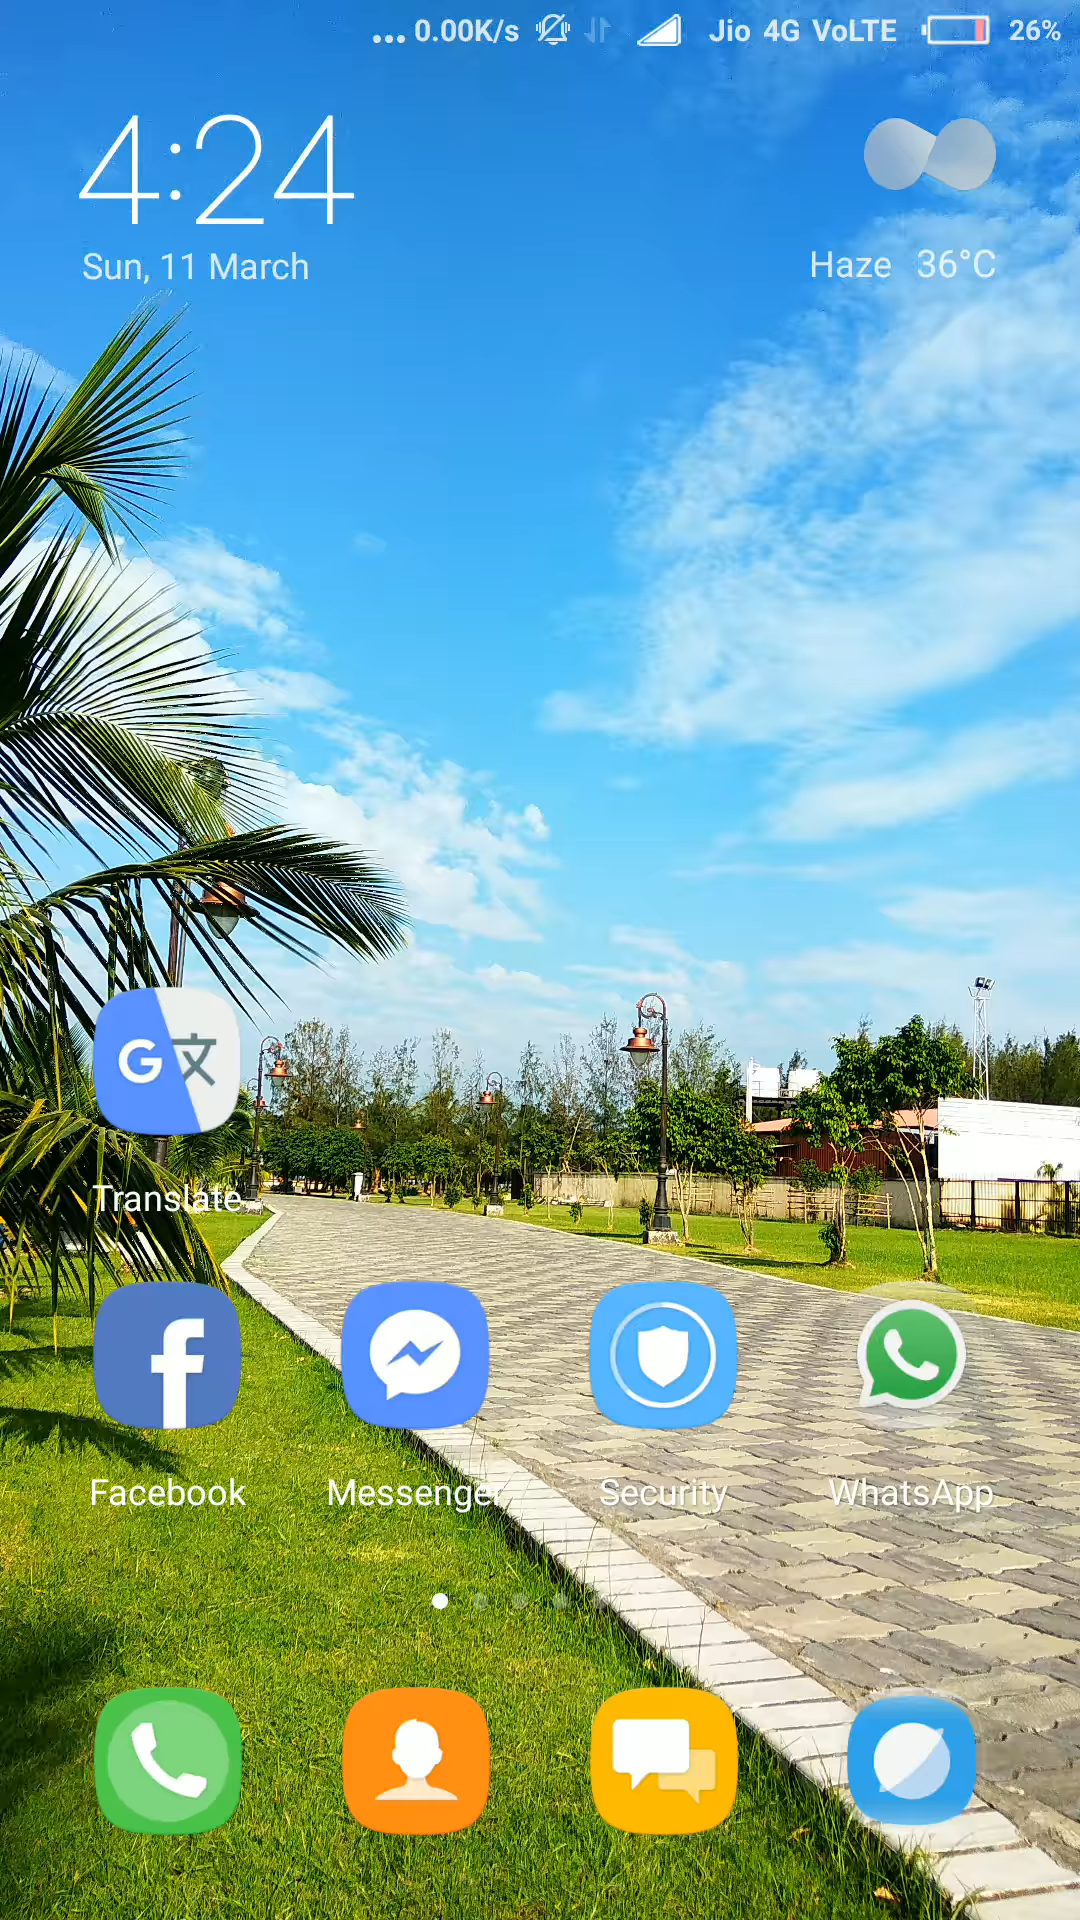 ... 0.00K/s Jio 4G VoLTE 26%
4:24
Sun, 11 March
Haze 36°C
G 文
Translate
f
Facebook Messenger Security WhatsApp